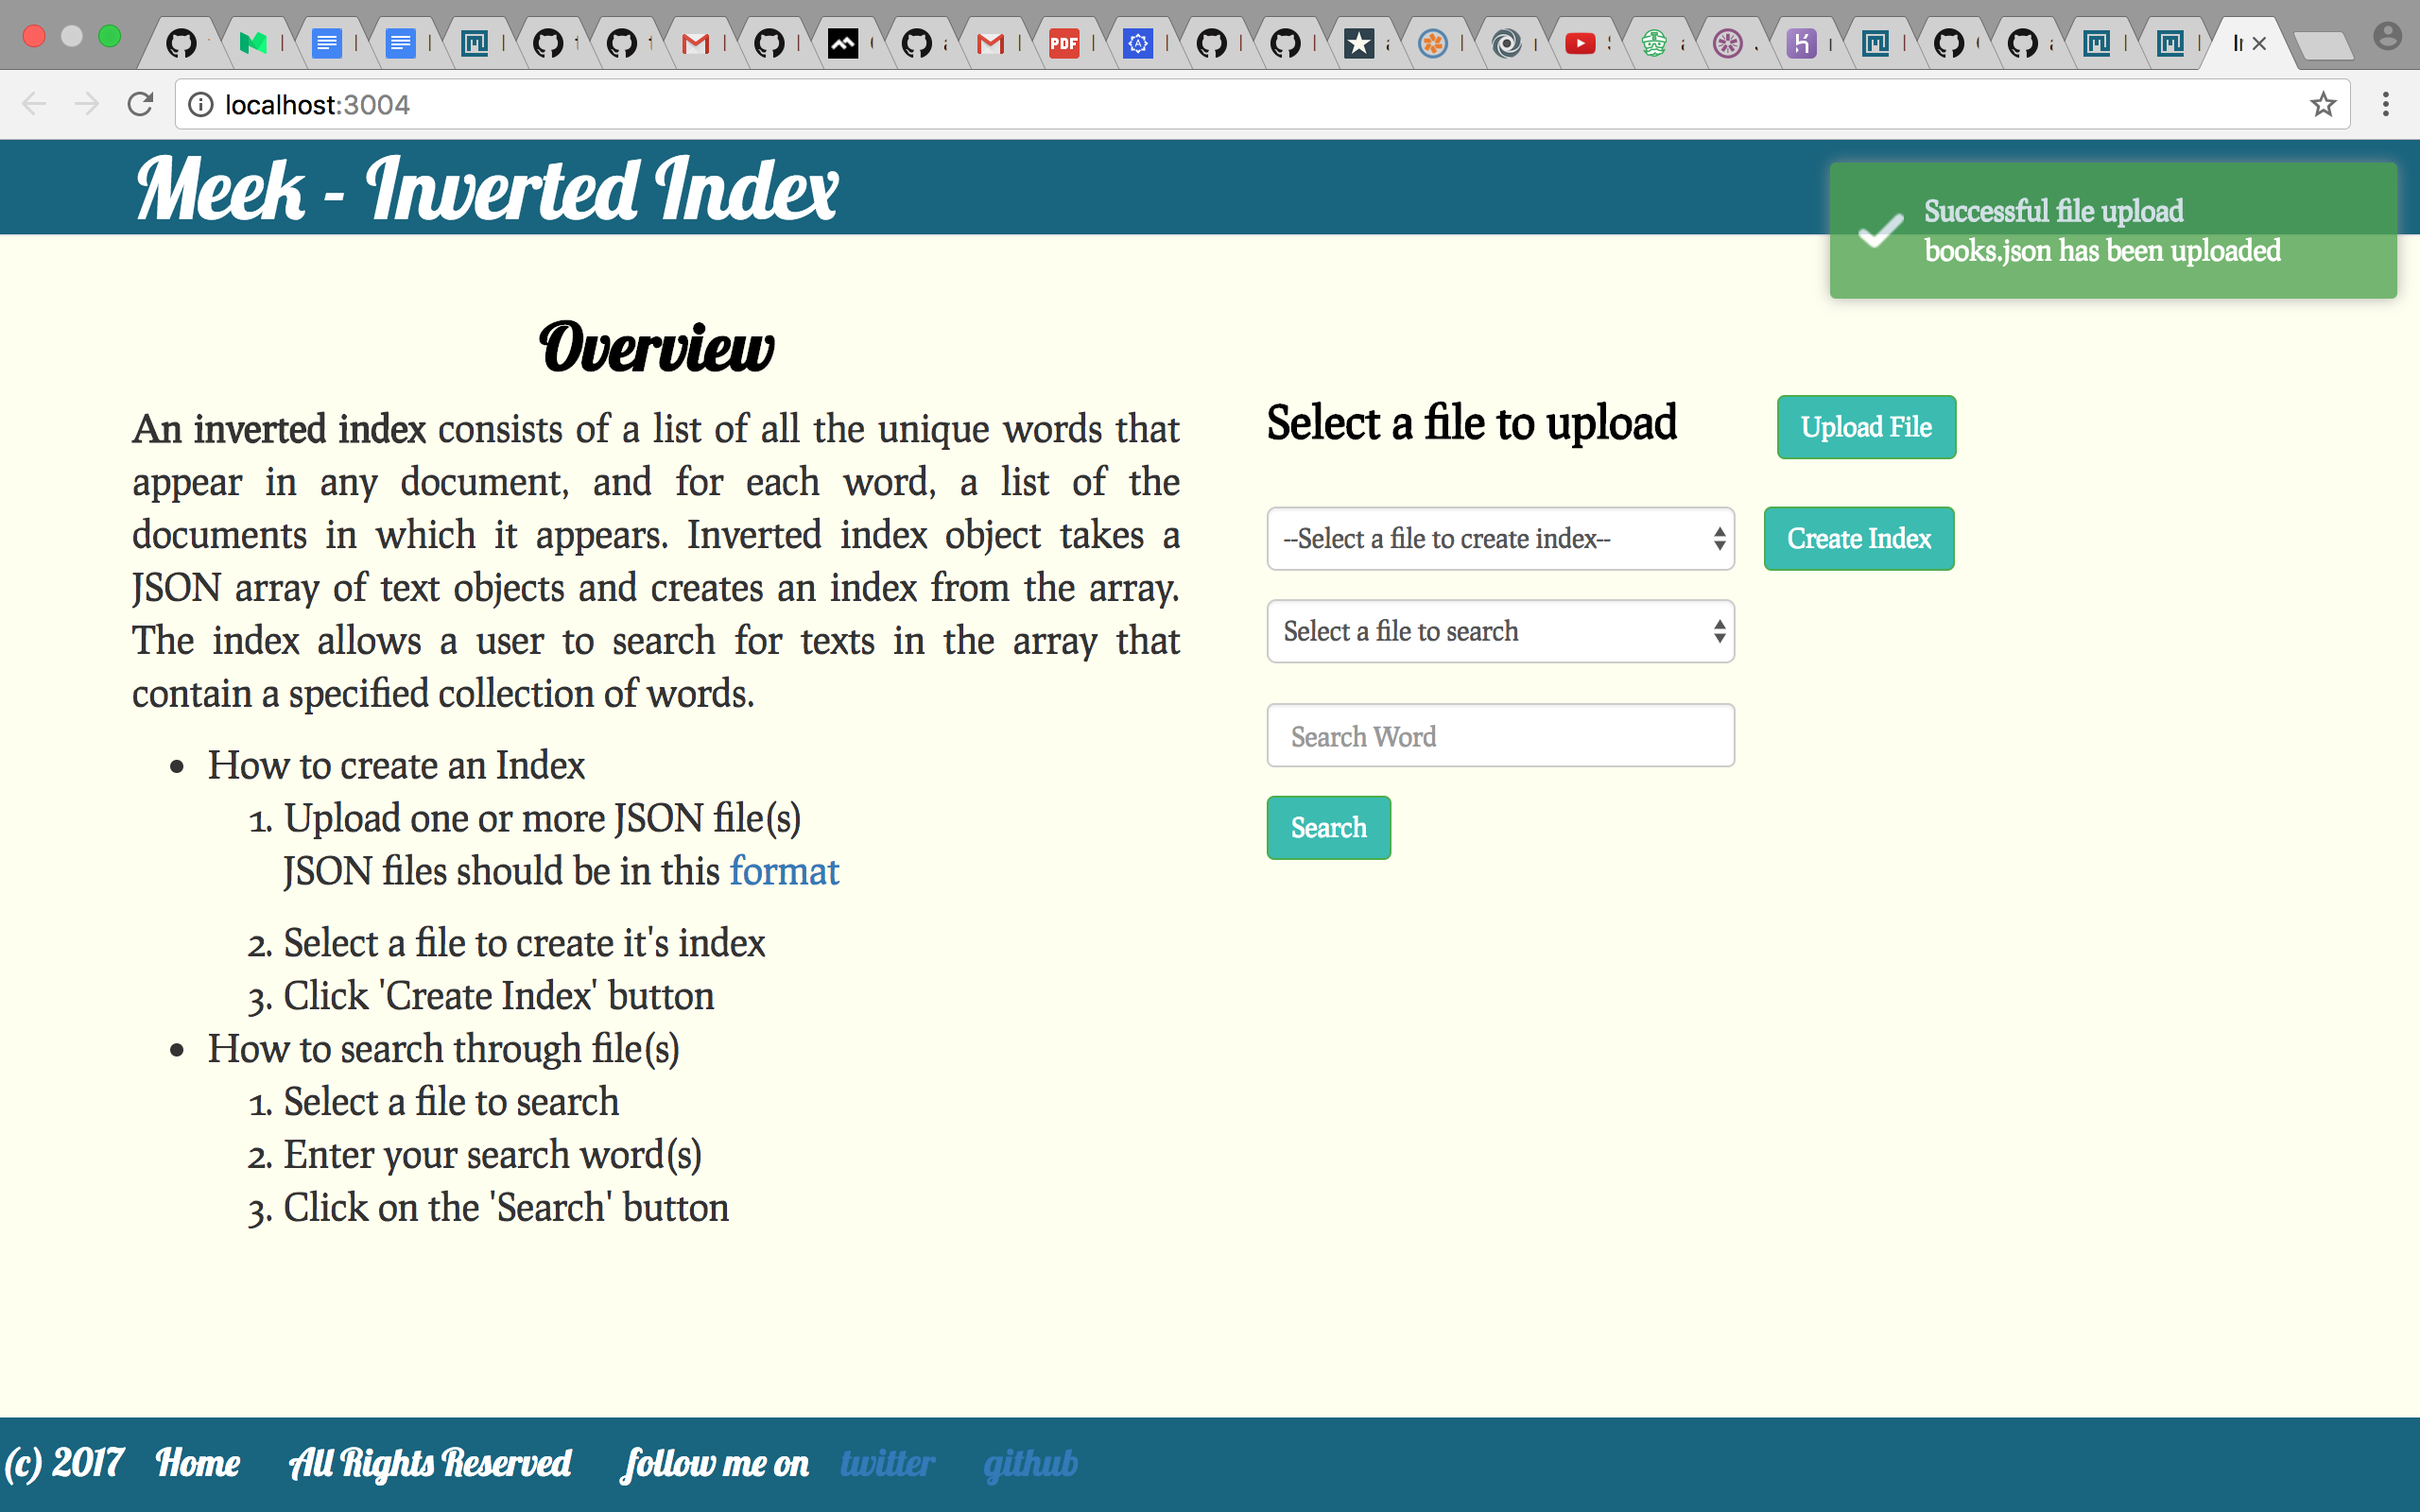 localhost:3004
Meek - Inverted Index
Successful file upload
books.json has been uploaded
Overview
An inverted index consists of a list of all the unique words that
appear in any document, and for each word, a list of the
documents in which it appears. Inverted index object takes a
JSON array of text objects and creates an index from the array.
The index allows a user to search for texts in the array that
contain a specified collection of words.
• How to create an Index
1. Upload one or more JSON file(s)
JSON files should be in this format
2. Select a file to create it's index
3. Click 'Create Index' button
• How to search through file(s)
1. Select a file to search
2. Enter your search word(s)
3. Click on the 'Search' button
Select a file to upload
Upload File
--Select a file to create index--
Create Index
Select a file to search
Search Word
Search
(c) 2017 Home All Rights Reserved follow me on twitter github